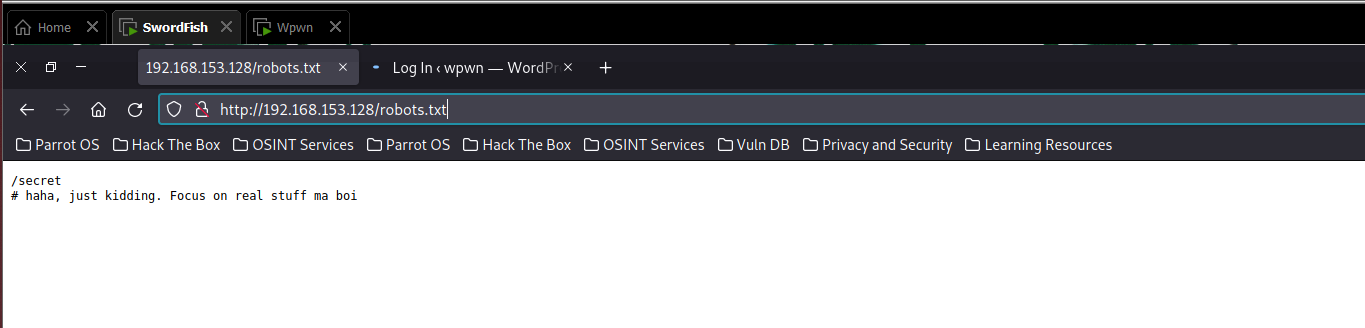 Home SwordFish Wpwn
192.168.153.128/robots.txt Log In ‹ wpwn — WordPr
http://192.168.153.128/robots.txt
Parrot OS Hack The Box OSINT Services Parrot OS Hack The Box OSINT Services Vuln DB Privacy and Security Learning Resources
/secret
# haha, just kidding. Focus on real stuff ma boi